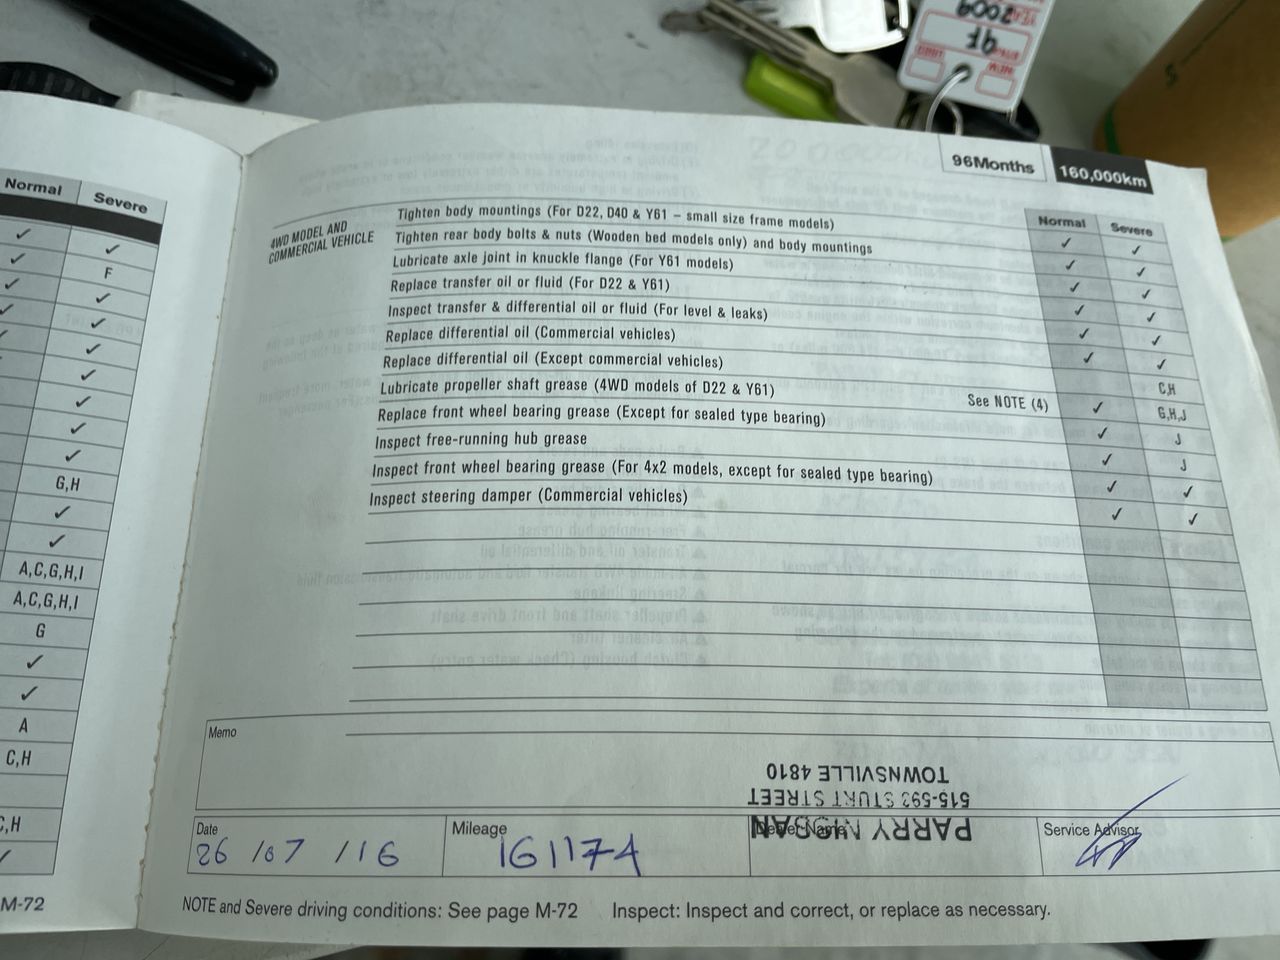 Normal
Severe
F
G,H
A,C,G,H,I
A,C,G,H,I
G
A
C,H
C,H
M-72
96Months
160,000km
4WD MODEL AND
COMMERCIAL VEHICLE
Normal
Severe
Tighten body mountings (For D22, D40 & Y61 – small size frame models)
Tighten rear body bolts & nuts (Wooden bed models only) and body mountings
Lubricate axle joint in knuckle flange (For Y61 models)
Replace transfer oil or fluid (For D22 & Y61)
Inspect transfer & differential oil or fluid (For level & leaks)
Replace differential oil (Commercial vehicles)
Replace differential oil (Except commercial vehicles)
C,H
Lubricate propeller shaft grease (4WD models of D22 & Y61) See NOTE (4)
G,H,J
Replace front wheel bearing grease (Except for sealed type bearing)
J
Inspect free-running hub grease
J
Inspect front wheel bearing grease (For 4x2 models, except for sealed type bearing)
Inspect steering damper (Commercial vehicles)
Memo
PARRY NISSAN
515-593 STURT STREET
TOWNSVILLE 4810
Date
26 /07 /16
Mileage
161174
Dealer Name
Service Advisor
NOTE and Severe driving conditions: See page M-72 Inspect: Inspect and correct, or replace as necessary.
2009
9F